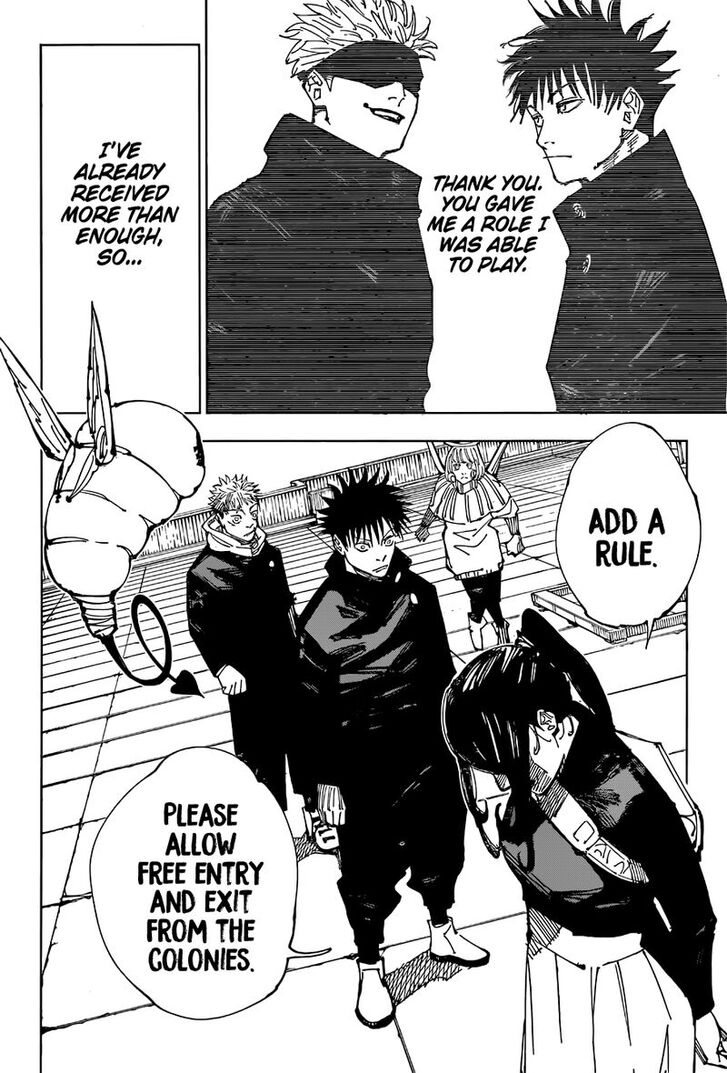 THANK YOU.
YOU GAVE
ME A ROLE I
WAS ABLE
TO PLAY.
I'VE
ALREADY
RECEIVED
MORE THAN
ENOUGH,
SO...
ADD A
RULE.
PLEASE
ALLOW
FREE ENTRY
AND EXIT
FROM THE
COLONIES.